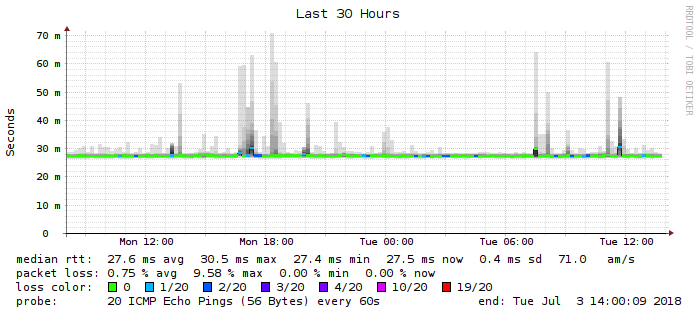 Last 30 Hours
RRDTOOL / TOBI OETIKER
Seconds
70 m
60 m
50 m
40 m
30 m
20 m
10 m
0
Mon 12:00 Mon 18:00 Tue 00:00 Tue 06:00 Tue 12:00
median rtt: 27.6 ms avg 30.5 ms max 27.4 ms min 27.5 ms now 0.4 ms sd 71.0 am/s
packet loss: 0.75 % avg 9.58 % max 0.00 % min 0.00 % now
loss color: 0 1/20 2/20 3/20 4/20 10/20 19/20
probe: 20 ICMP Echo Pings (56 Bytes) every 60s end: Tue Jul 3 14:00:09 2018